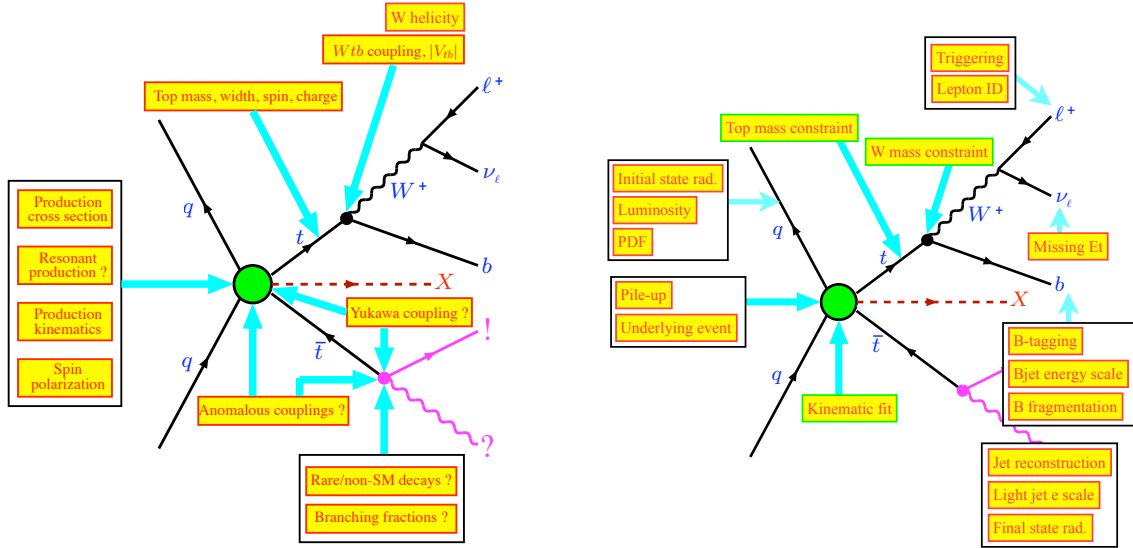 W helicity
Wtb coupling, |V_tb|
Top mass, width, spin, charge
ℓ+
ν_ℓ
W+
q
t
b
X
Production
cross section
Resonant
production ?
Production
kinematics
Spin
polarization
Yukawa coupling ?
!
t̄
q
Anomalous couplings ?
?
Rare/non-SM decays ?
Branching fractions ?
Triggering
Lepton ID
ℓ+
Top mass constraint
W mass constraint
Initial state rad.
Luminosity
PDF
ν_ℓ
W+
q
t
Missing Et
b
X
Pile-up
Underlying event
t̄
q
B-tagging
Bjet energy scale
B fragmentation
Kinematic fit
Jet reconstruction
Light jet e scale
Final state rad.